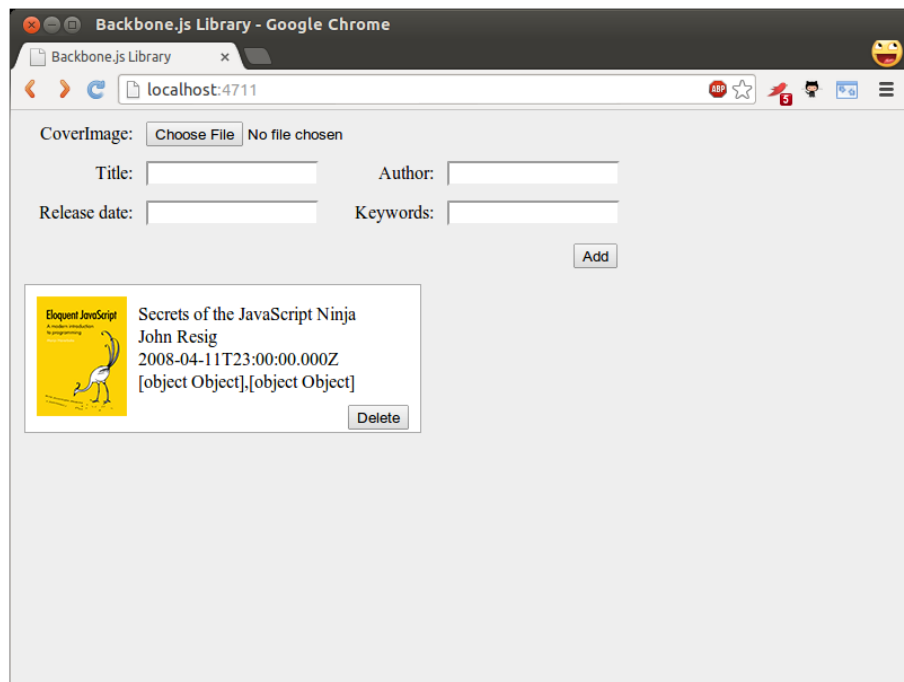 Backbone.js Library - Google Chrome
Backbone.js Library ×
localhost:4711
ABP
5
CoverImage: Choose File No file chosen
Title: Author:
Release date: Keywords:
Add
Eloquent JavaScript
A modern introduction
to programming
Secrets of the JavaScript Ninja
John Resig
2008-04-11T23:00:00.000Z
[object Object],[object Object]
Delete